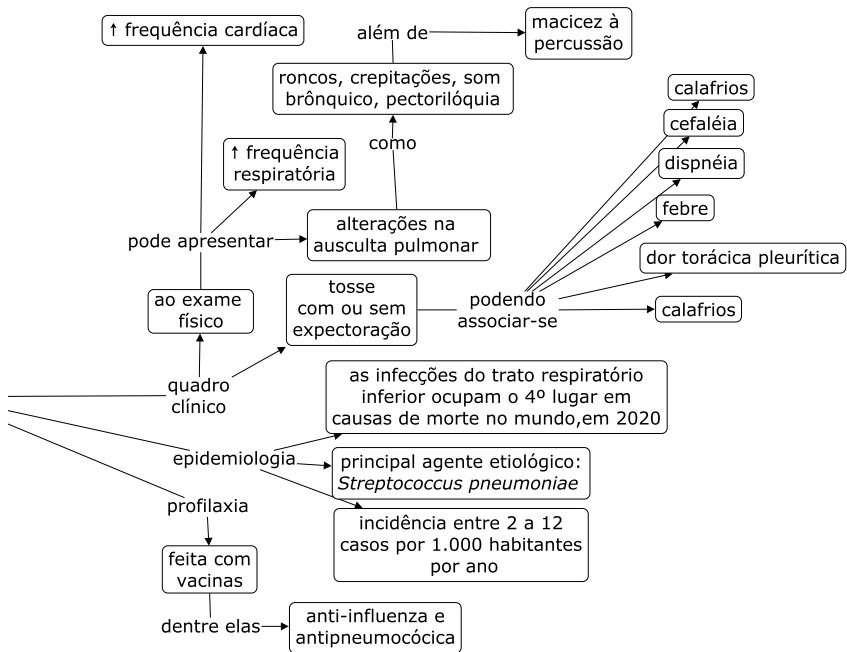 ↑ frequência cardíaca
além de
macicez à
percussão
roncos, crepitações, som
brônquico, pectorilóquia
calafrios
cefaléia
como
↑ frequência
respiratória
dispnéia
febre
alterações na
ausculta pulmonar
pode apresentar
dor torácica pleurítica
ao exame
físico
tosse
com ou sem
expectoração
podendo
associar-se
calafrios
quadro
clínico
as infecções do trato respiratório
inferior ocupam o 4º lugar em
causas de morte no mundo,em 2020
epidemiologia
principal agente etiológico:
Streptococcus pneumoniae
profilaxia
incidência entre 2 a 12
casos por 1.000 habitantes
por ano
feita com
vacinas
dentre elas
anti-influenza e
antipneumocócica